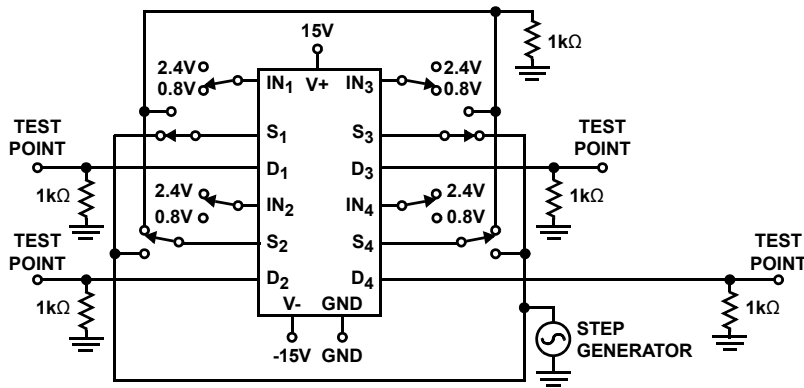 1kΩ
15V
V+
2.4V
0.8V
IN1
IN3
2.4V
0.8V
TEST
POINT
S1
S3
TEST
POINT
D1
D3
1kΩ
2.4V
0.8V
IN2
IN4
2.4V
0.8V
1kΩ
TEST
POINT
S2
S4
TEST
POINT
D2
D4
1kΩ
V-
GND
-15V
GND
STEP
GENERATOR
1kΩ